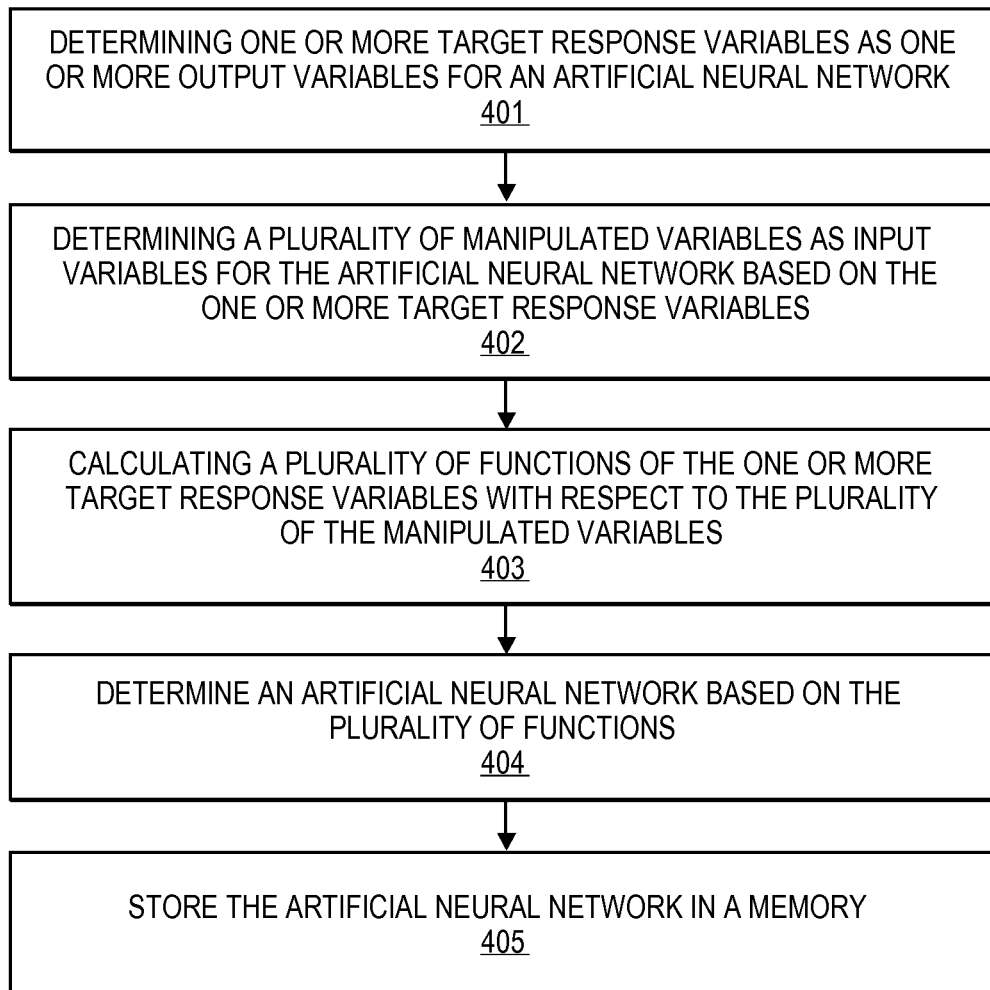 DETERMINING ONE OR MORE TARGET RESPONSE VARIABLES AS ONE
OR MORE OUTPUT VARIABLES FOR AN ARTIFICIAL NEURAL NETWORK
401
DETERMINING A PLURALITY OF MANIPULATED VARIABLES AS INPUT
VARIABLES FOR THE ARTIFICIAL NEURAL NETWORK BASED ON THE
ONE OR MORE TARGET RESPONSE VARIABLES
402
CALCULATING A PLURALITY OF FUNCTIONS OF THE ONE OR MORE
TARGET RESPONSE VARIABLES WITH RESPECT TO THE PLURALITY
OF THE MANIPULATED VARIABLES
403
DETERMINE AN ARTIFICIAL NEURAL NETWORK BASED ON THE
PLURALITY OF FUNCTIONS
404
STORE THE ARTIFICIAL NEURAL NETWORK IN A MEMORY
405